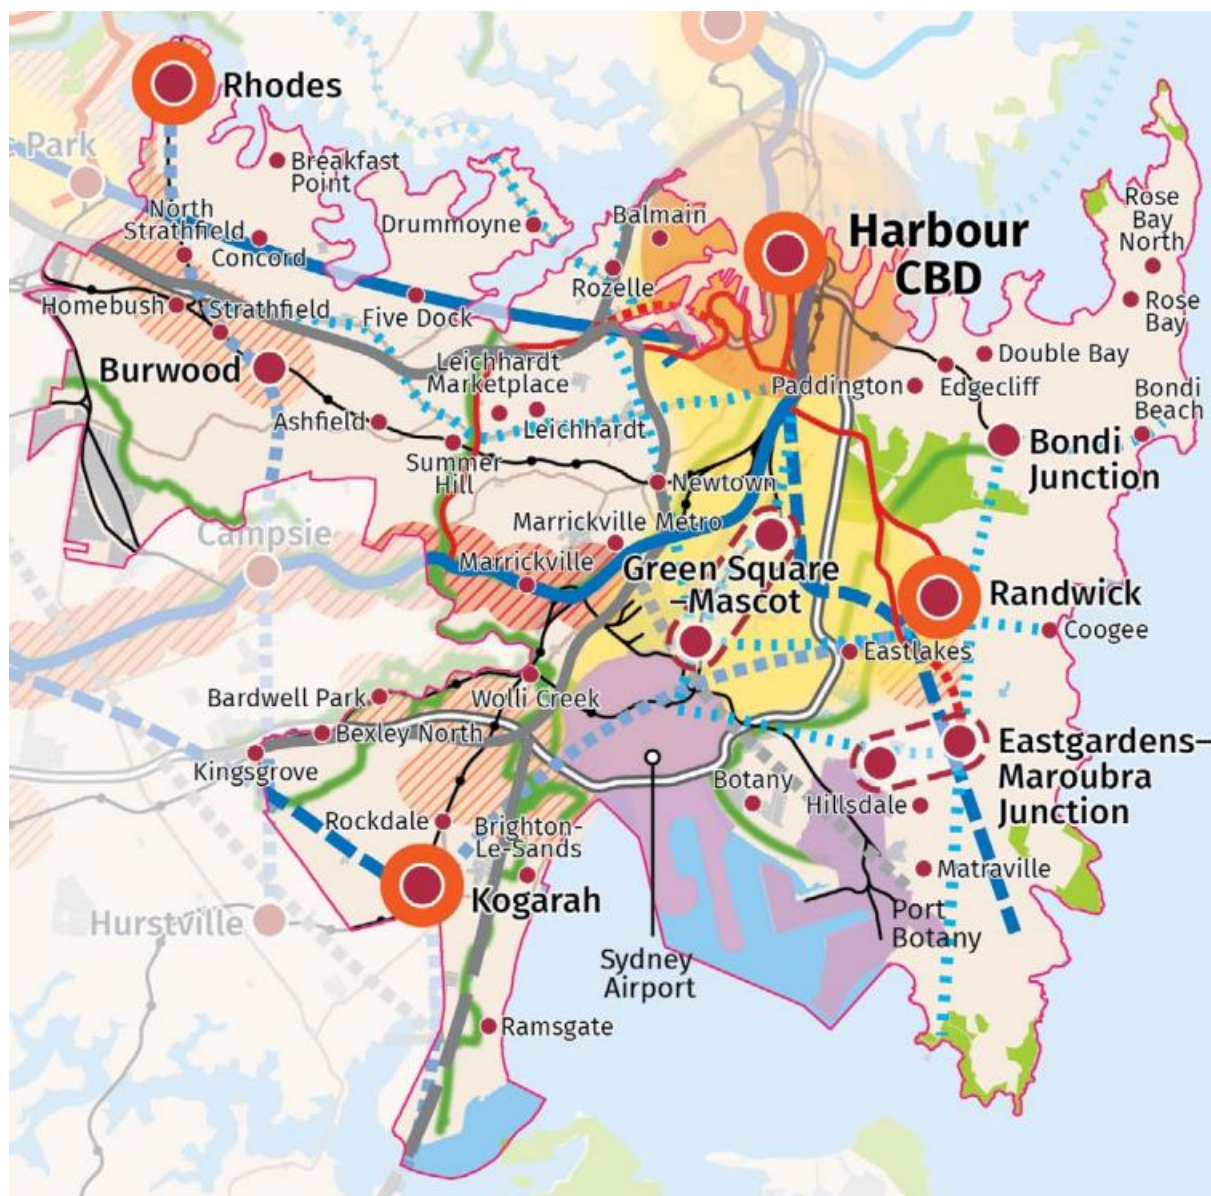 Rhodes
Park
Breakfast
Point
North
Strathfield
Concord
Drummoyne
Balmain
Harbour
CBD
Rose
Bay
North
Rozelle
Rose
Bay
Homebush
Strathfield
Five Dock
Burwood
Leichhardt
Marketplace
Double Bay
Paddington
Edgecliff
Bondi
Beach
Ashfield
Leichhardt
Summer
Hill
Bondi
Junction
Newtown
Marrickville Metro
Campsie
Marrickville
Green Square
–Mascot
Randwick
Coogee
Eastlakes
Bardwell Park
Wolli Creek
Bexley North
Kingsgrove
Eastgardens–
Maroubra
Junction
Botany
Hillsdale
Rockdale
Brighton-
Le-Sands
Matraville
Kogarah
Hurstville
Port
Botany
Sydney
Airport
Ramsgate